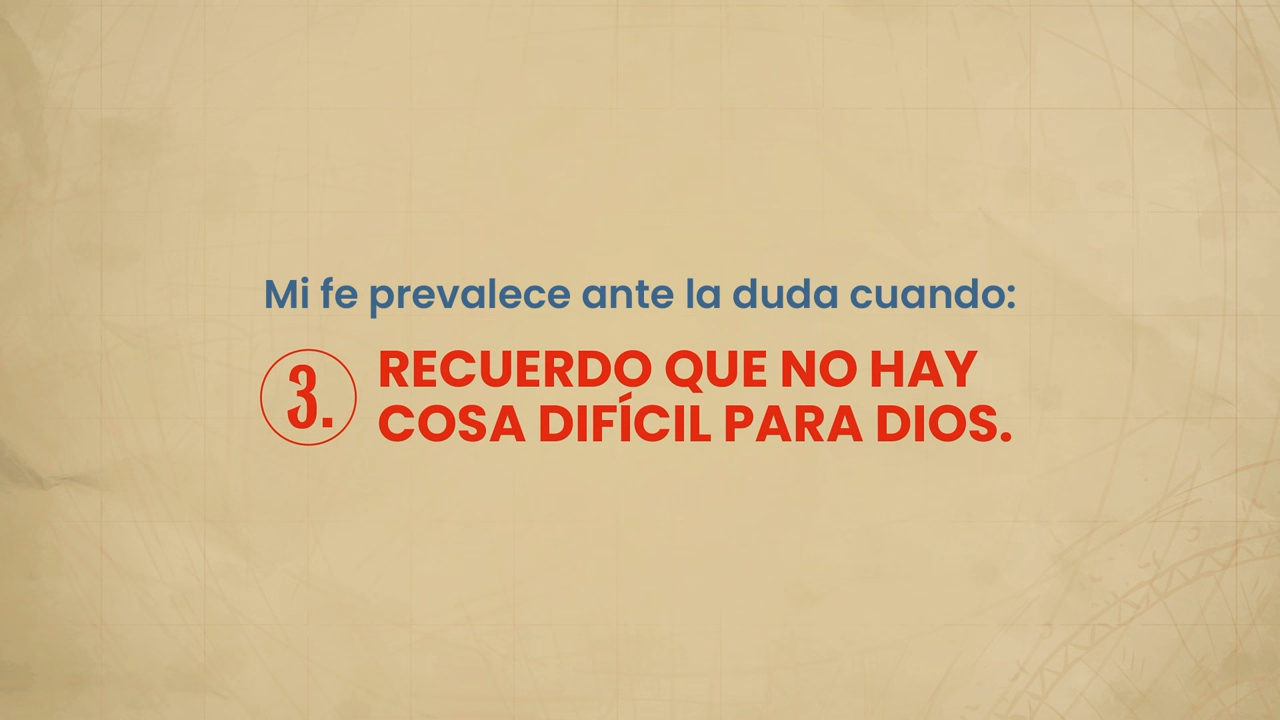 Mi fe prevalece ante la duda cuando:
3. RECUERDO QUE NO HAY
COSA DIFÍCIL PARA DIOS.